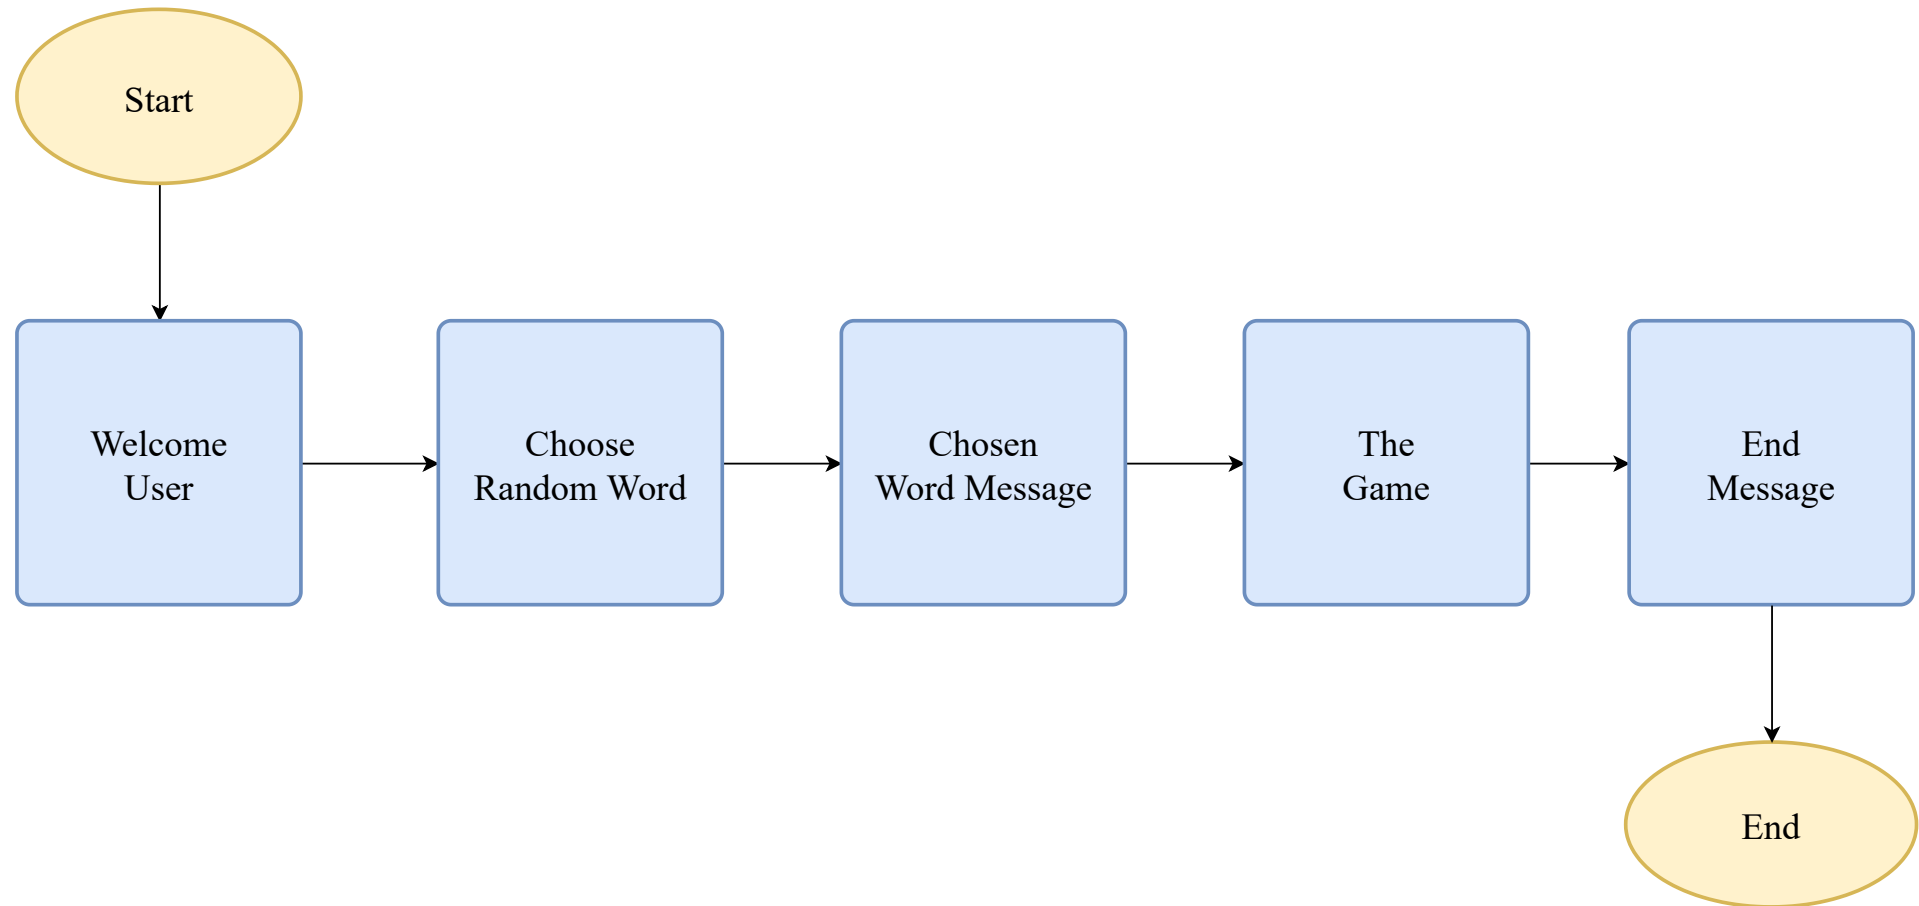 Start
Welcome
User
Choose
Random Word
Chosen
Word Message
The
Game
End
Message
End